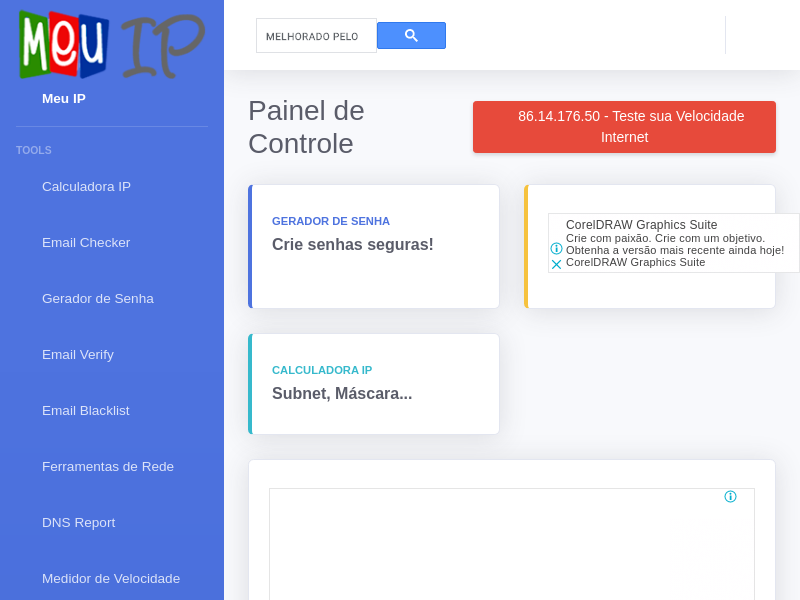 Meu IP
Meu IP
TOOLS
Calculadora IP
Email Checker
Gerador de Senha
Email Verify
Email Blacklist
Ferramentas de Rede
DNS Report
Medidor de Velocidade
MELHORADO PELO
Painel de
Controle
86.14.176.50 - Teste sua Velocidade
Internet
GERADOR DE SENHA
Crie senhas seguras!
CorelDRAW Graphics Suite
Crie com paixão. Crie com um objetivo.
Obtenha a versão mais recente ainda hoje!
CorelDRAW Graphics Suite
CALCULADORA IP
Subnet, Máscara...